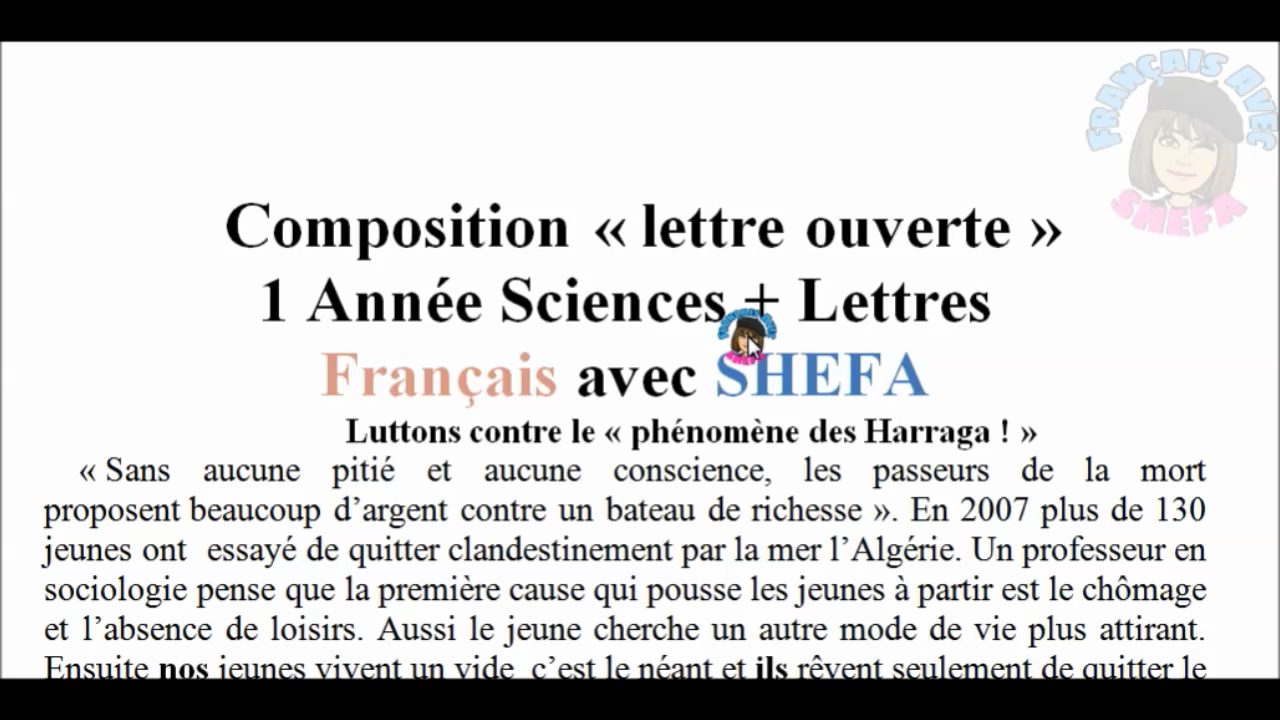 FRANÇAIS AVEC
SHEFA
Composition « lettre ouverte »
1 Année Sciences + Lettres
Français avec SHEFA
Luttons contre le « phénomène des Harraga ! »
« Sans aucune pitié et aucune conscience, les passeurs de la mort
proposent beaucoup d’argent contre un bateau de richesse ». En 2007 plus de 130
jeunes ont essayé de quitter clandestinement par la mer l’Algérie. Un professeur en
sociologie pense que la première cause qui pousse les jeunes à partir est le chômage
et l’absence de loisirs. Aussi le jeune cherche un autre mode de vie plus attirant.
Ensuite nos jeunes vivent un vide, c’est le néant et ils rêvent seulement de quitter le